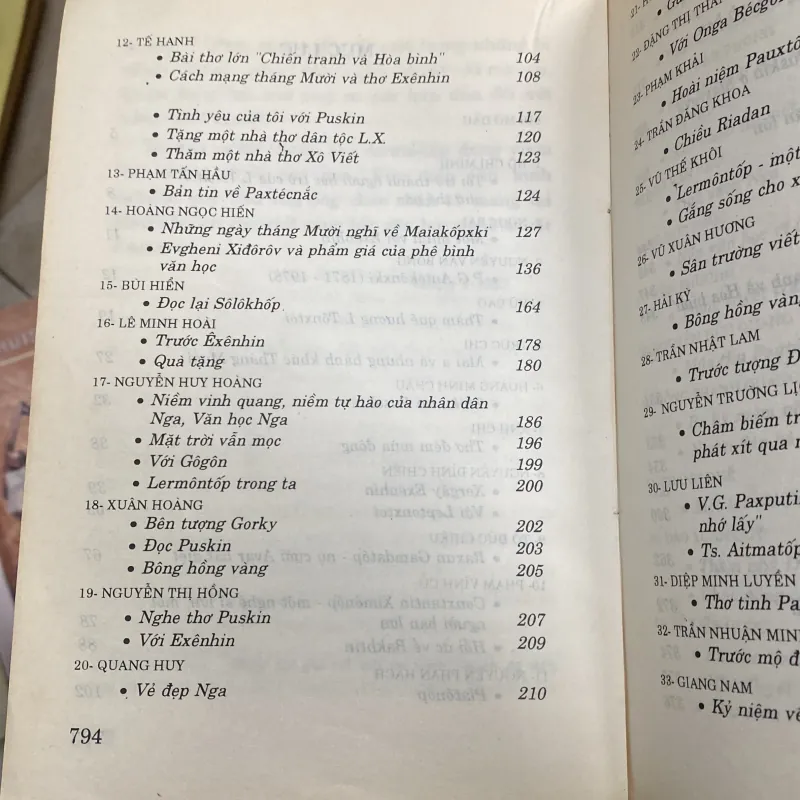 12- TẾ HANH
• Bài thơ lớn "Chiến tranh và Hòa bình" 104
• Cách mạng tháng Mười và thơ Exênhin 108
• Tình yêu của tôi với Puskin 117
• Tặng một nhà thơ dân tộc L.X. 120
• Thăm một nhà thơ Xô Viết 123
13- PHẠM TẤN HẦU
• Bản tin về Paxtécnắc 124
14- HOÀNG NGỌC HIẾN
• Những ngày tháng Mười nghĩ về Maiakốpxki 127
• Evgheni Xiđôrôv và phẩm giá của phê bình
văn học 136
15- BÙI HIỂN
• Đọc lại Sôlôkhốp 164
16- LÊ MINH HOÀI
• Trước Êxênhin 178
• Quà tặng 180
17- NGUYỄN HUY HOÀNG
• Niềm vinh quang, niềm tự hào của nhân dân
Nga, Văn học Nga 186
• Mặt trời vẫn mọc 196
• Với Gôgôn 199
• Lermôntốp trong ta 200
18- XUÂN HOÀNG
• Bên tượng Gorky 202
• Đọc Puskin 203
• Bông hồng vàng 205
19- NGUYỄN THỊ HỒNG
• Nghe thơ Puskin 207
• Với Exênhin 209
20- QUANG HUY
• Vẻ đẹp Nga 210
794
• Với Onga Bécgôn
23- PHẠM KHẢI
• Hoài niệm Pauxtô
24- TRẦN ĐĂNG KHOA
• Chiều Riadan
25- VŨ THẾ KHÔI
• Lermôntốp - một
• Gắng sống cho x
26- VŨ XUÂN HƯƠNG
• Sân trường viết
27- HẢI KỲ
• Bông hồng vàng
28- TRẦN NHẬT LAM
• Trước tượng Đ
29- NGUYỄN TRƯỜNG LỊ
• Châm biếm tr
phát xít qua
30- LƯU LIÊN
• V.G. Paxputi
nhớ lấy"
• Ts. Aitmatốp
31- DIỆP MINH LUYỆN
• Thơ tình Pa
32- TRẦN NHUẬN MIN
• Trước mộ đ
33- GIANG NAM
• Kỷ niệm về